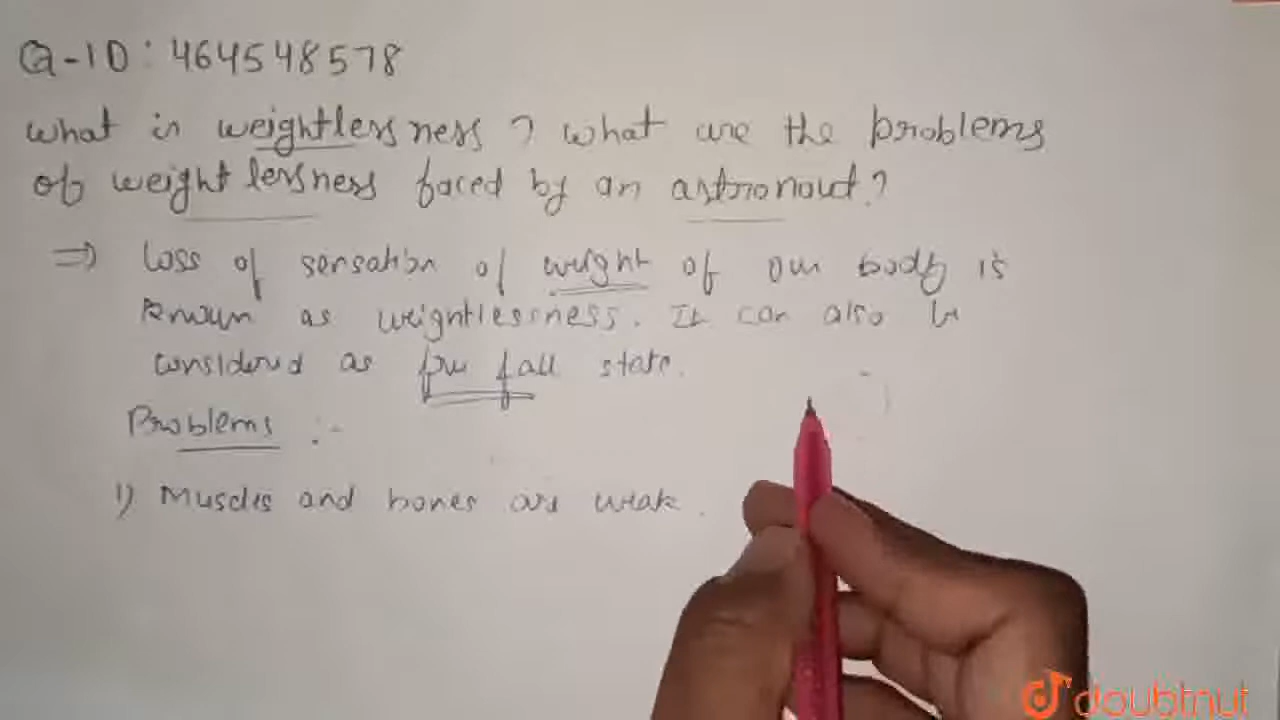 Q-ID: 464548578
What is weightlessness? What are the problems
of weightlessness faced by an astronaut?
⇒ Loss of sensation of weight of our body is
known as weightlessness. It can also be
considered as free fall state.
Problems :-
1) Muscles and bones are weak.
doubtnut